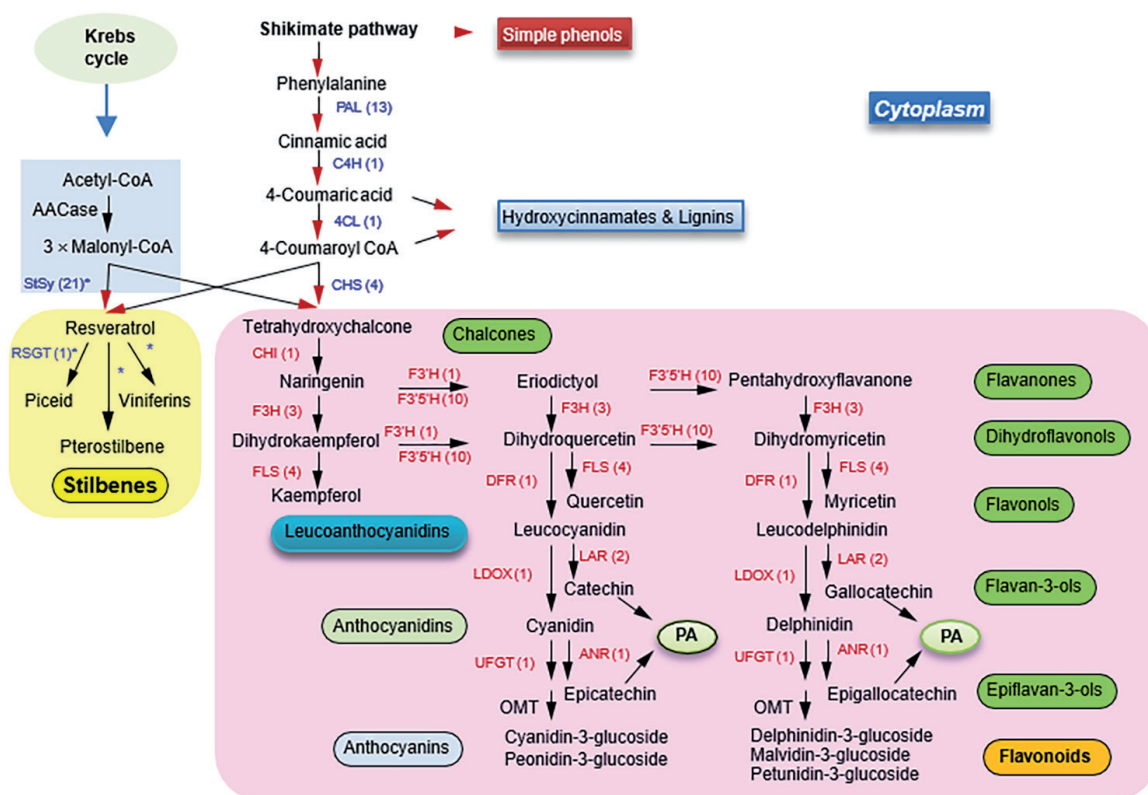 Krebs
cycle
Shikimate pathway
Simple phenols
Phenylalanine
PAL (13)
Cytoplasm
Cinnamic acid
C4H (1)
Acetyl-CoA
4-Coumaric acid
AACase
4CL (1)
Hydroxycinnamates & Lignins
3 × Malonyl-CoA
4-Coumaroyl CoA
StSy (21)*
CHS (4)
Resveratrol
RSGT (1)*
*
*
Piceid
Viniferins
Pterostilbene
Stilbenes
Tetrahydroxychalcone
Chalcones
CHI (1)
Naringenin
F3'H (1)
F3'5'H (10)
Eriodictyol
F3'5'H (10)
Pentahydroxyflavanone
Flavanones
F3H (3)
F3H (3)
F3H (3)
Dihydrokaempferol
F3'H (1)
F3'5'H (10)
Dihydroquercetin
F3'5'H (10)
Dihydromyricetin
Dihydroflavonols
FLS (4)
DFR (1)
FLS (4)
DFR (1)
FLS (4)
Kaempferol
Quercetin
Myricetin
Flavonols
Leucoanthocyanidins
Leucocyanidin
Leucodelphinidin
LAR (2)
LAR (2)
LDOX (1)
LDOX (1)
Catechin
Gallocatechin
Flavan-3-ols
Anthocyanidins
Cyanidin
PA
Delphinidin
PA
UFGT (1)
ANR (1)
UFGT (1)
ANR (1)
Epicatechin
Epigallocatechin
Epiflavan-3-ols
OMT
OMT
Anthocyanins
Cyanidin-3-glucoside
Peonidin-3-glucoside
Delphinidin-3-glucoside
Malvidin-3-glucoside
Petunidin-3-glucoside
Flavonoids